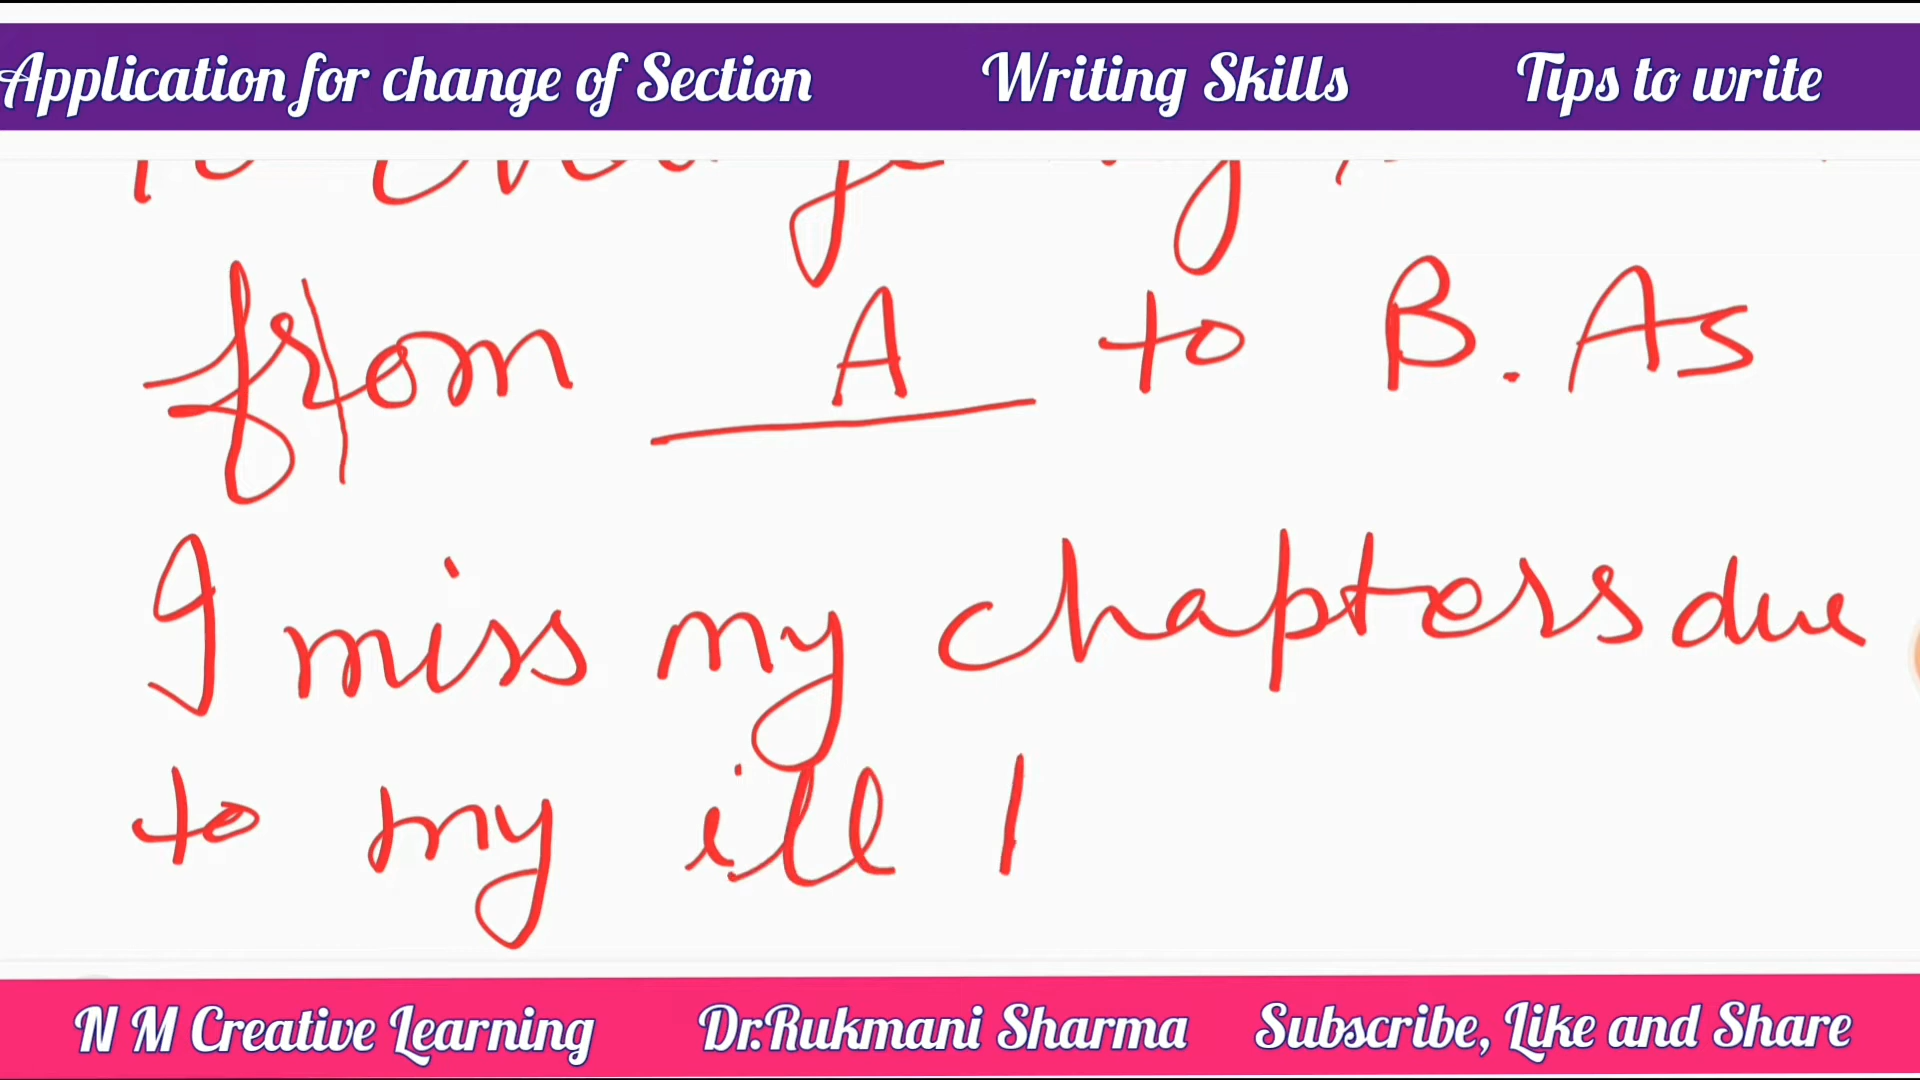 Application for change of Section Writing Skills Tips to write
from A to B. As
I miss my chapters due
to my ill
N M Creative Learning Dr.Rukmani Sharma Subscribe, Like and Share